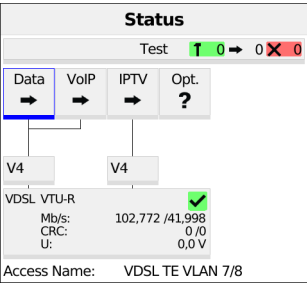 Status
Test 0 0 0
Data VoIP IPTV Opt.
?
V4 V4
VDSL VTU-R
Mb/s: 102,772 /41,998
CRC: 0 /0
U: 0,0 V
Access Name: VDSL TE VLAN 7/8